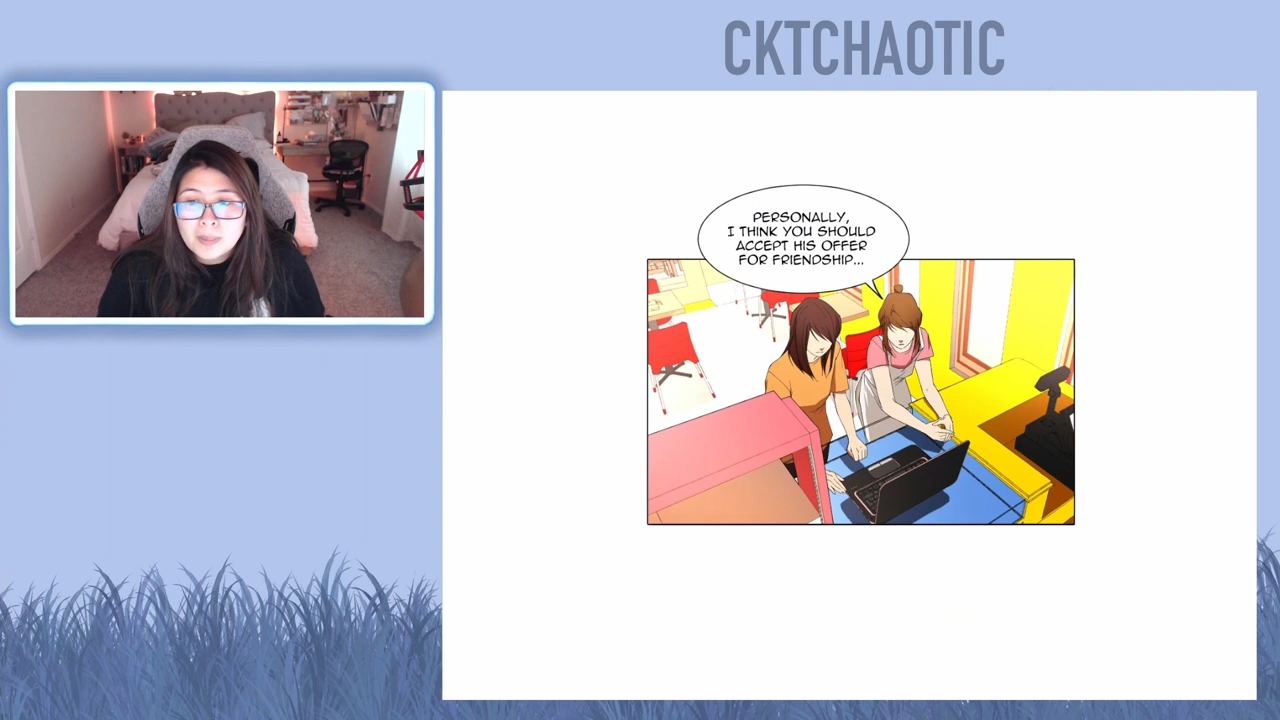 CKTCHAOTIC
PERSONALLY,
I THINK YOU SHOULD
ACCEPT HIS OFFER
FOR FRIENDSHIP...